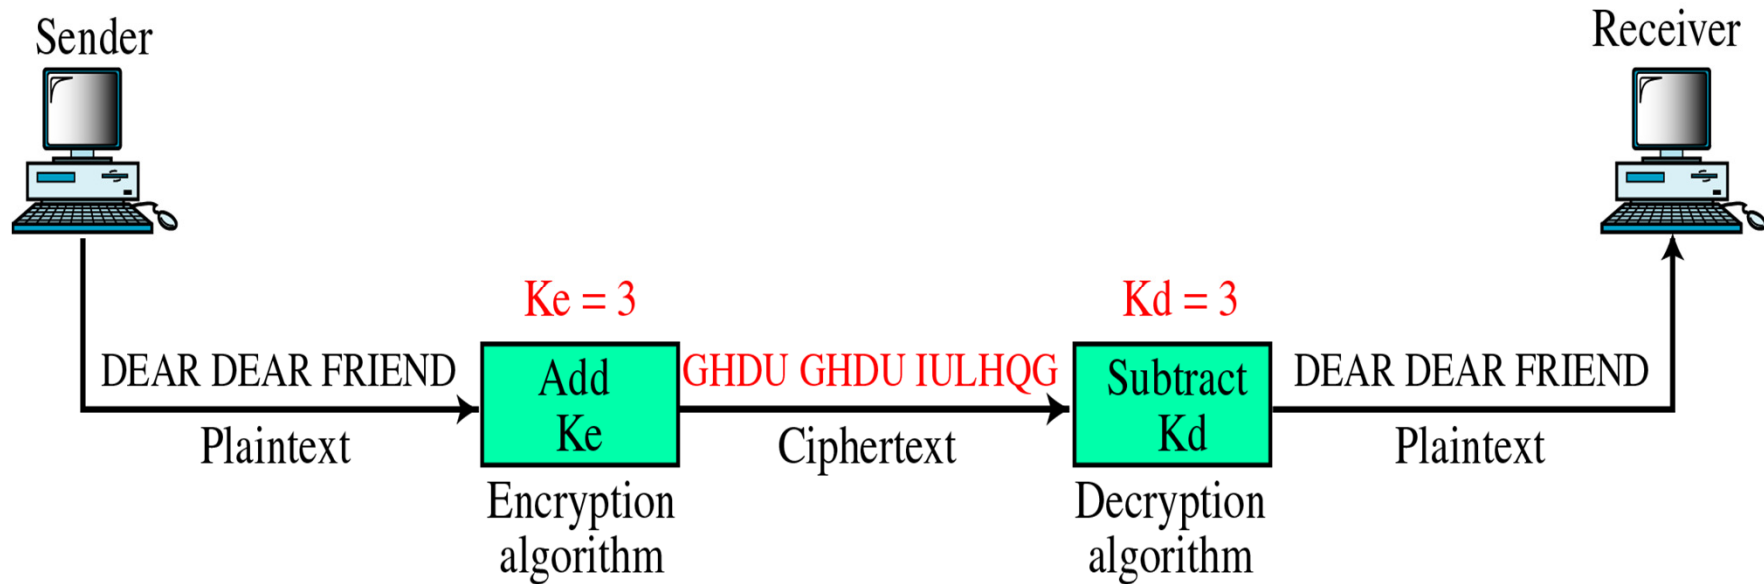 Sender
Receiver
Ke = 3
Kd = 3
DEAR DEAR FRIEND
Add
Ke
GHDU GHDU IULHQG
Subtract
Kd
DEAR DEAR FRIEND
Plaintext
Ciphertext
Plaintext
Encryption
algorithm
Decryption
algorithm